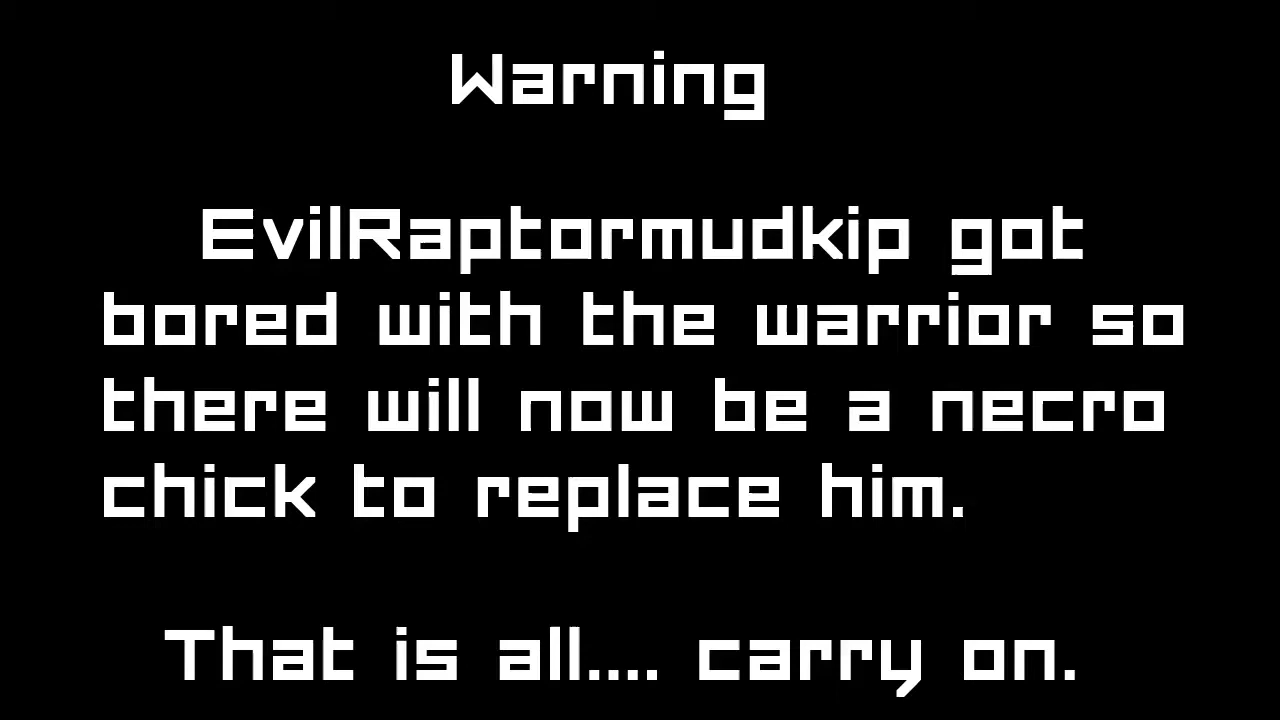 Warning
EvilRaptormudkip got
bored with the warrior so
there will now be a necro
chick to replace him.
That is all.... carry on.